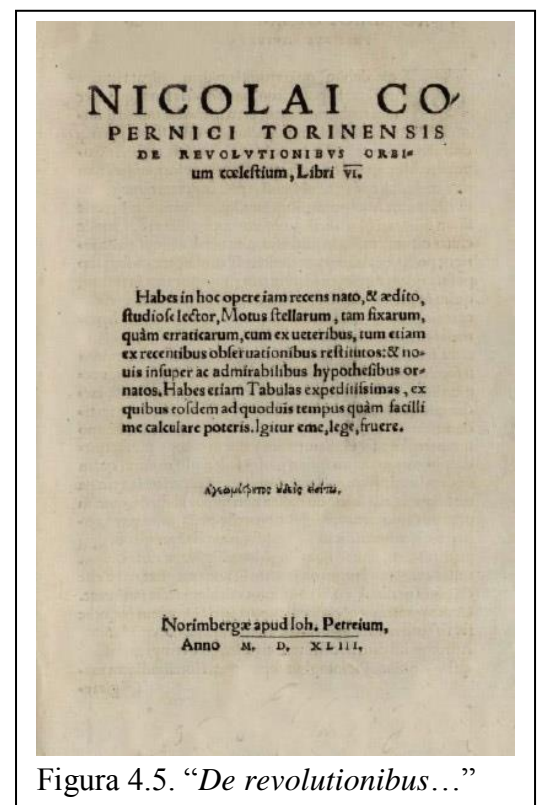 NICOLAI CO
PERNICI TORINENSIS
DE REVOLVTIONIBVS ORBI-
um cœleſtium, Libri VI.
Habes in hoc opere iam recens nato, & ædito,
ſtudioſe lector, Motus ſtellarum, tam fixarum,
quàm erraticarum, cum ex ueteribus, tum etiam
ex recentibus obſeruationibus reſtitutos: & no-
uis inſuper ac admirabilibus hypotheſibus or-
natos. Habes etiam Tabulas expeditiſsimas, ex
quibus eoſdem ad quoduis tempus quàm facilli
me calculare poteris. Igitur eme, lege, fruere.
Norimbergæ apud Ioh. Petreium,
Anno M. D. XLIII.
Figura 4.5. “De revolutionibus…”